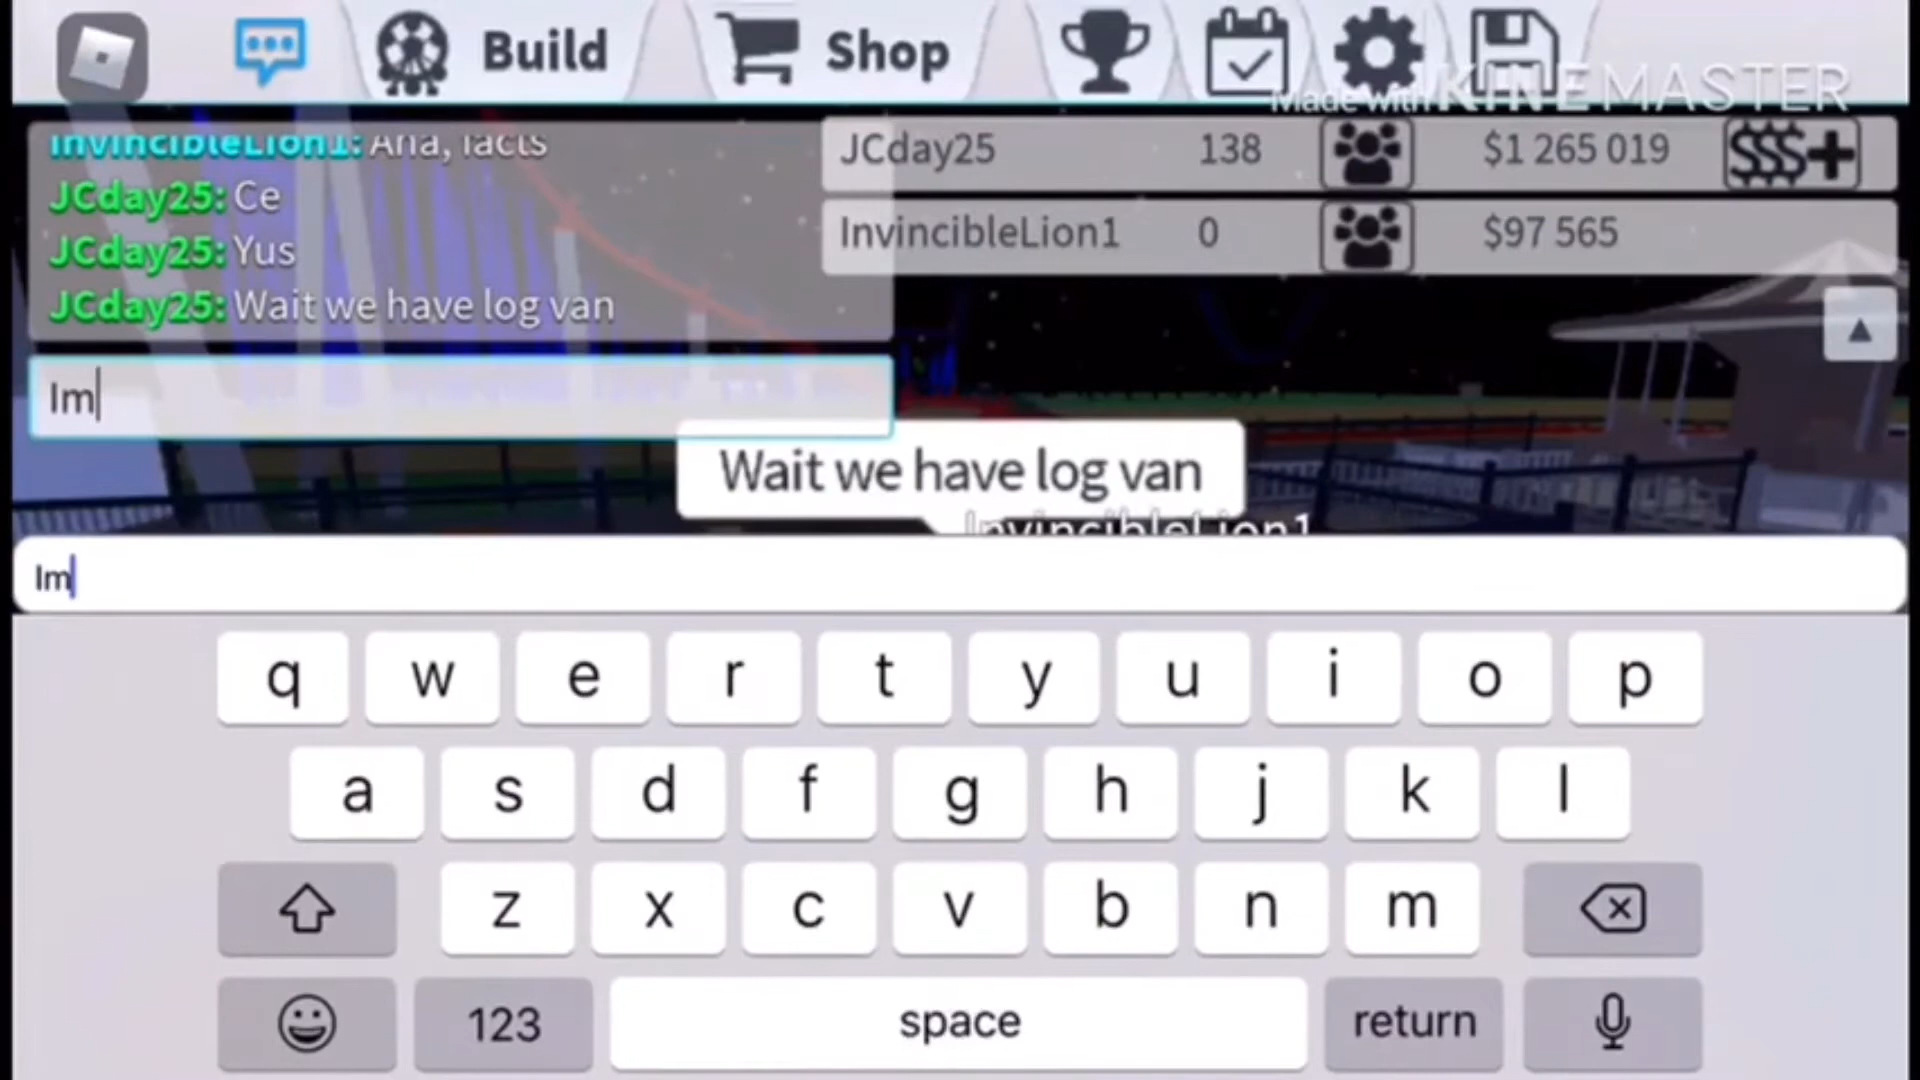 Build
Shop
Made with KINEMASTER
InvincibleLion1: Aha, facts
JCday25: Ce
JCday25: Yus
JCday25: Wait we have log van
JCday25 138 $1 265 019 $$$+
InvincibleLion1 0 $97 565
Im
Wait we have log van
InvincibleLion1
Im
q w e r t y u i o p
a s d f g h j k l
z x c v b n m
123 space return